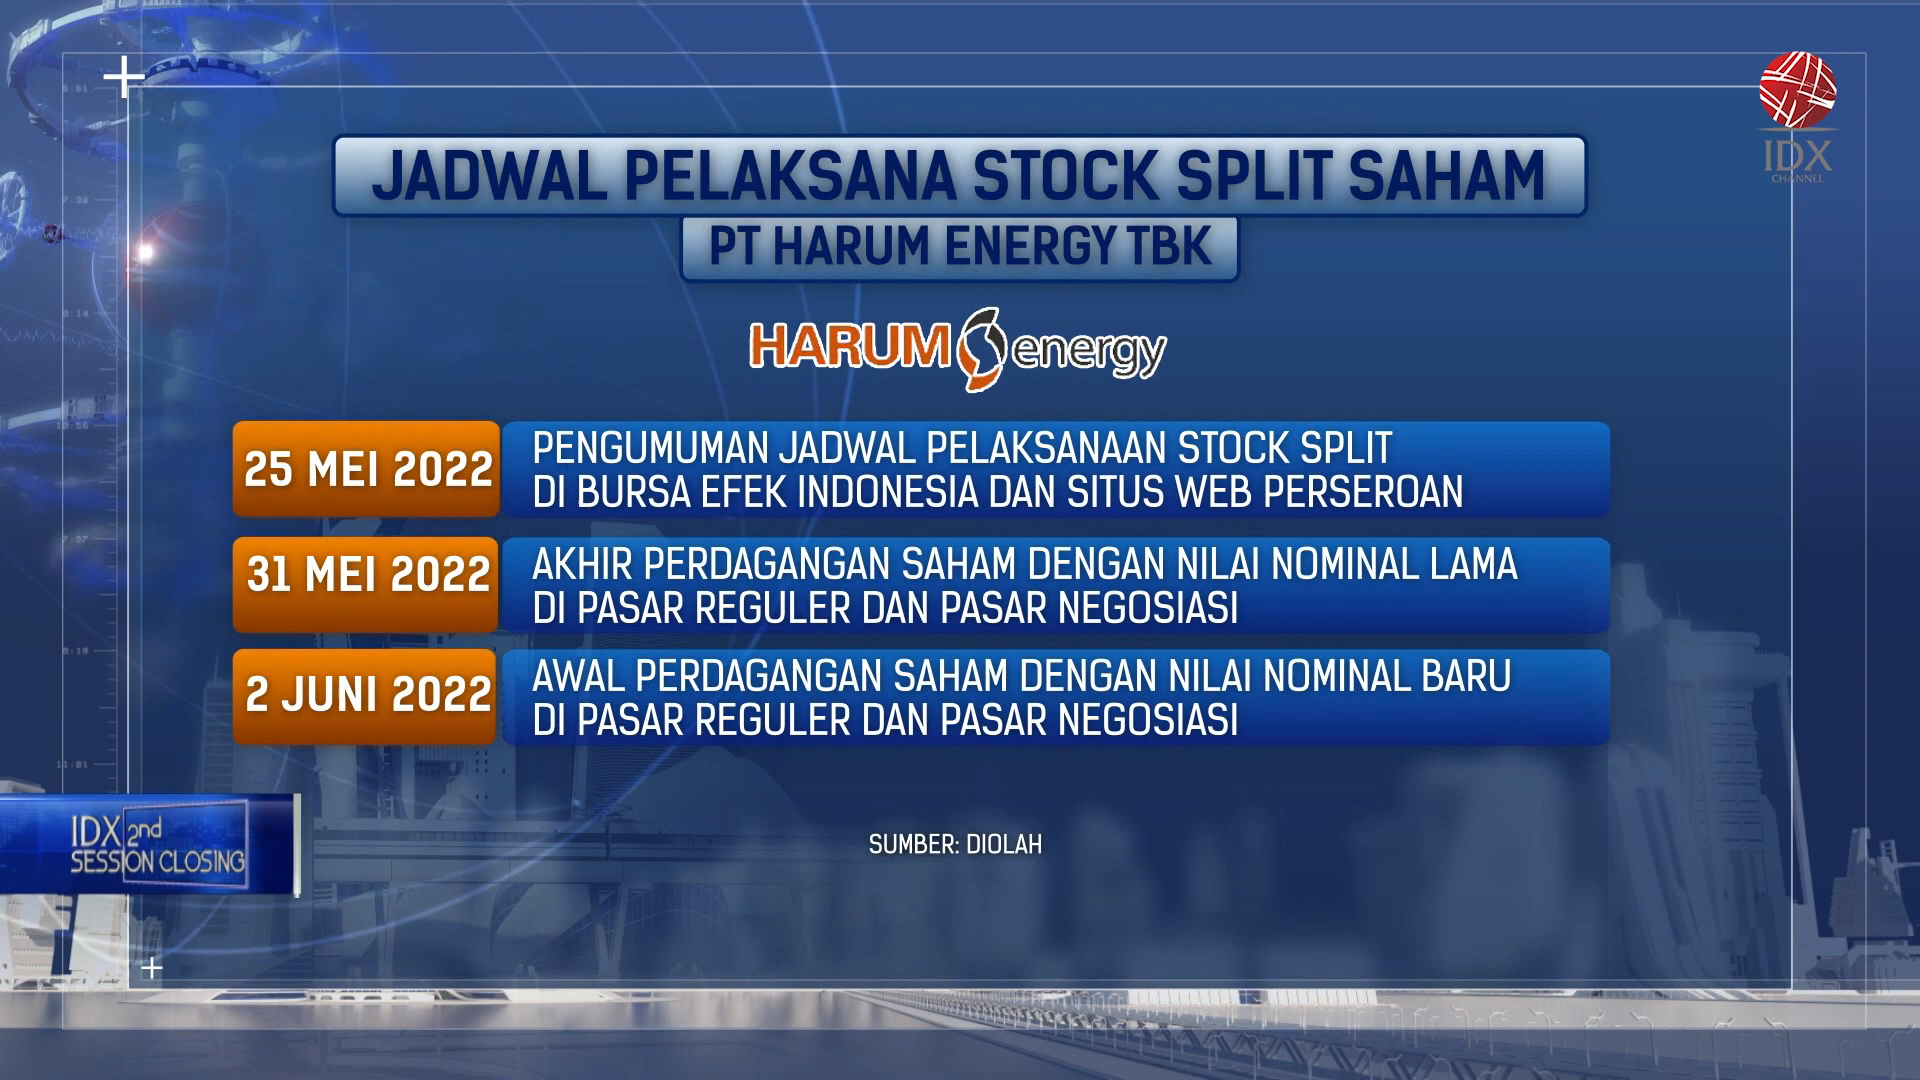 IDX
CHANNEL
JADWAL PELAKSANA STOCK SPLIT SAHAM
PT HARUM ENERGY TBK
HARUM energy
25 MEI 2022
PENGUMUMAN JADWAL PELAKSANAAN STOCK SPLIT
DI BURSA EFEK INDONESIA DAN SITUS WEB PERSEROAN
31 MEI 2022
AKHIR PERDAGANGAN SAHAM DENGAN NILAI NOMINAL LAMA
DI PASAR REGULER DAN PASAR NEGOSIASI
2 JUNI 2022
AWAL PERDAGANGAN SAHAM DENGAN NILAI NOMINAL BARU
DI PASAR REGULER DAN PASAR NEGOSIASI
IDX 2nd
SESSION CLOSING
SUMBER: DIOLAH